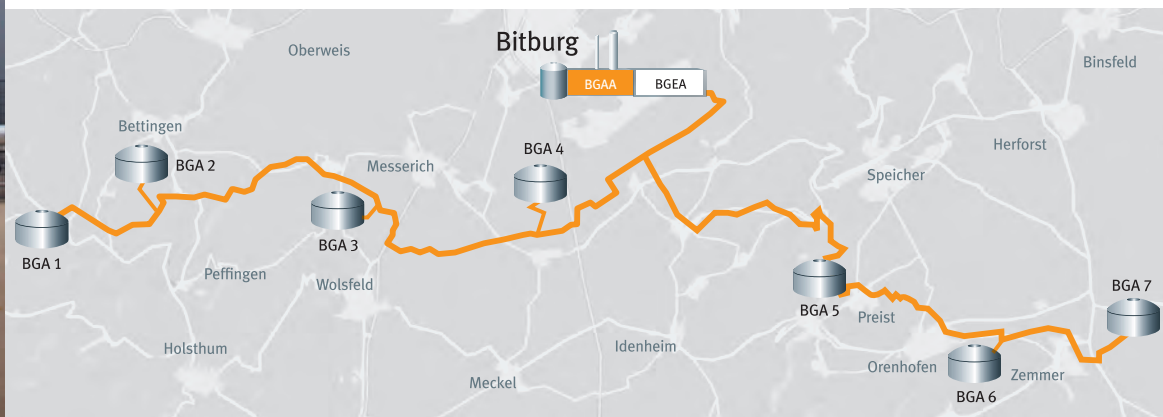 Bitburg
Oberweis
Binsfeld
BGAA
BGEA
Bettingen
BGA 2
Messerich
BGA 4
Herforst
Speicher
BGA 1
BGA 3
Peffingen
Wolsfeld
BGA 5
Preist
BGA 7
Holsthum
Idenheim
Orenhofen
Meckel
BGA 6
Zemmer